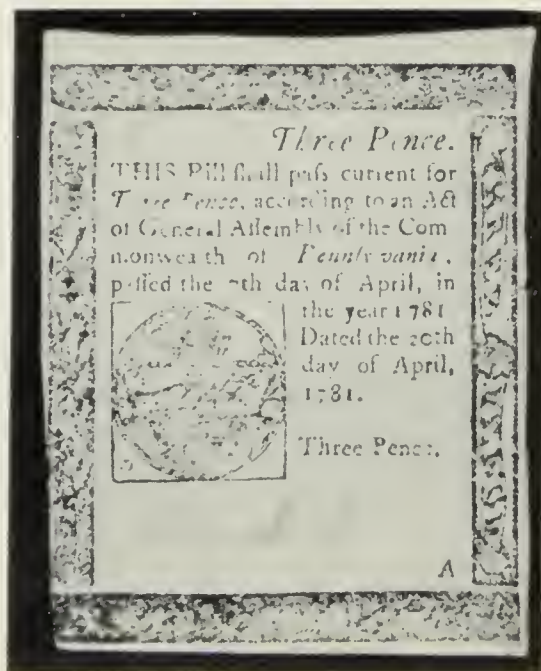 Three Pence.
THIS Bill ſhall paſs current for
Three Pence, according to an Act
of General Aſſembly of the Com
monwealth of Pennſylvania,
paſſed the 7th day of April, in
the year 1781
Dated the 20th
day of April,
1781.
Three Pence.
A